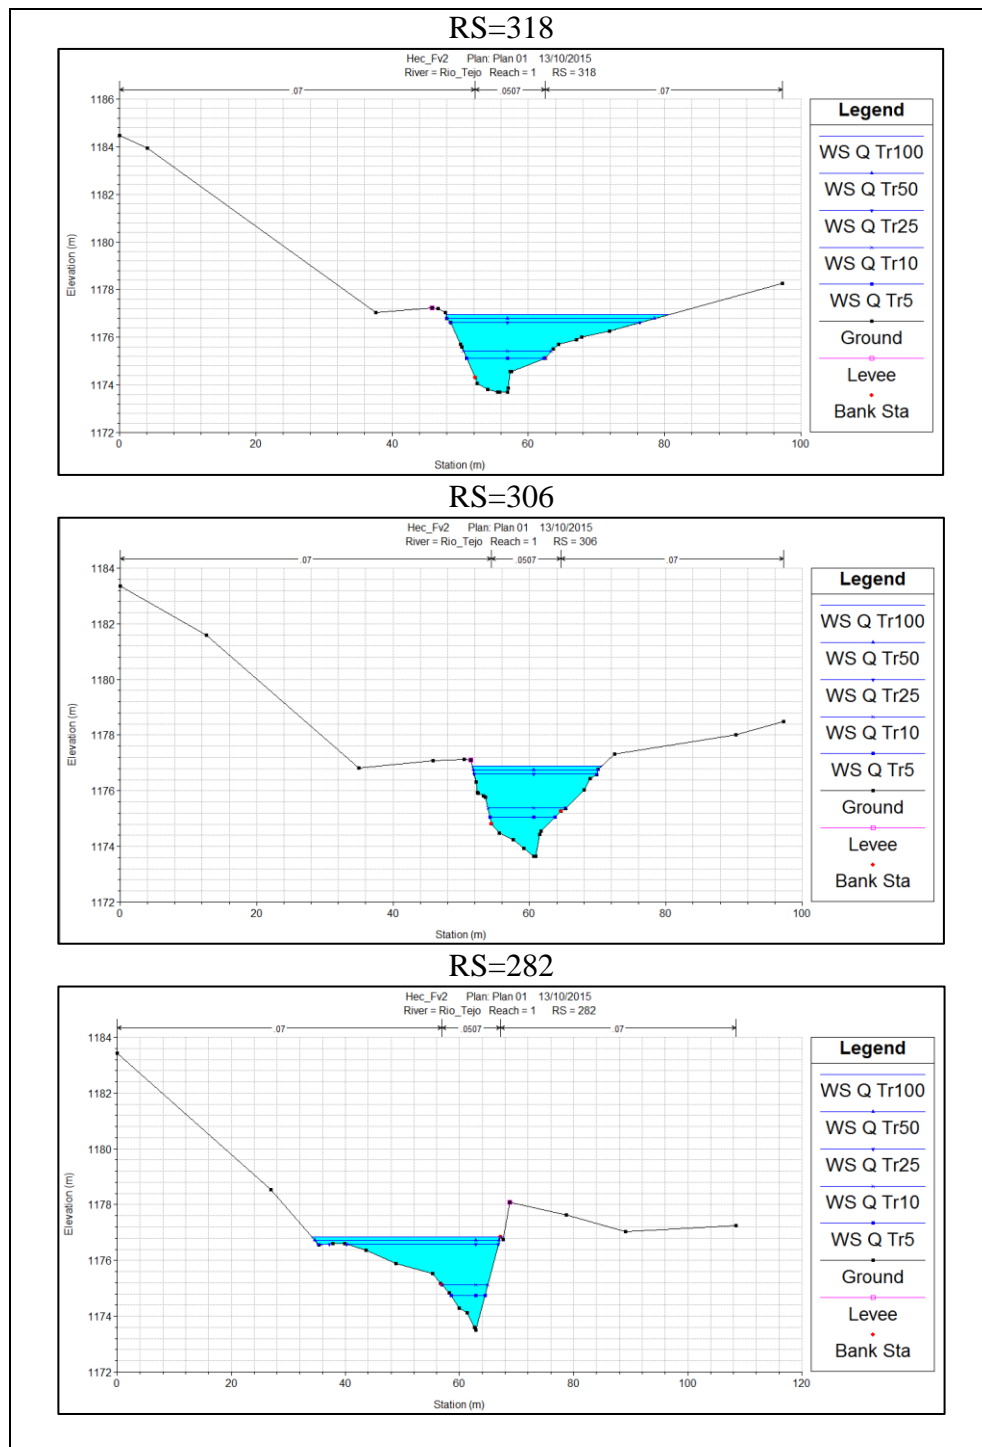 RS=318
Hec_Fv2 Plan: Plan 01 13/10/2015
River = Rio_Tejo Reach = 1 RS = 318
.07 .0507 .07
1186
1184
1182
1180
1178
1176
1174
1172
Elevation (m)
0 20 40 60 80 100
Station (m)
Legend
WS Q Tr100
WS Q Tr50
WS Q Tr25
WS Q Tr10
WS Q Tr5
Ground
Levee
Bank Sta
RS=306
Hec_Fv2 Plan: Plan 01 13/10/2015
River = Rio_Tejo Reach = 1 RS = 306
.07 .0507 .07
1184
1182
1180
1178
1176
1174
1172
Elevation (m)
0 20 40 60 80 100
Station (m)
Legend
WS Q Tr100
WS Q Tr50
WS Q Tr25
WS Q Tr10
WS Q Tr5
Ground
Levee
Bank Sta
RS=282
Hec_Fv2 Plan: Plan 01 13/10/2015
River = Rio_Tejo Reach = 1 RS = 282
.07 .0507 .07
1184
1182
1180
1178
1176
1174
1172
Elevation (m)
0 20 40 60 80 100 120
Station (m)
Legend
WS Q Tr100
WS Q Tr50
WS Q Tr25
WS Q Tr10
WS Q Tr5
Ground
Levee
Bank Sta